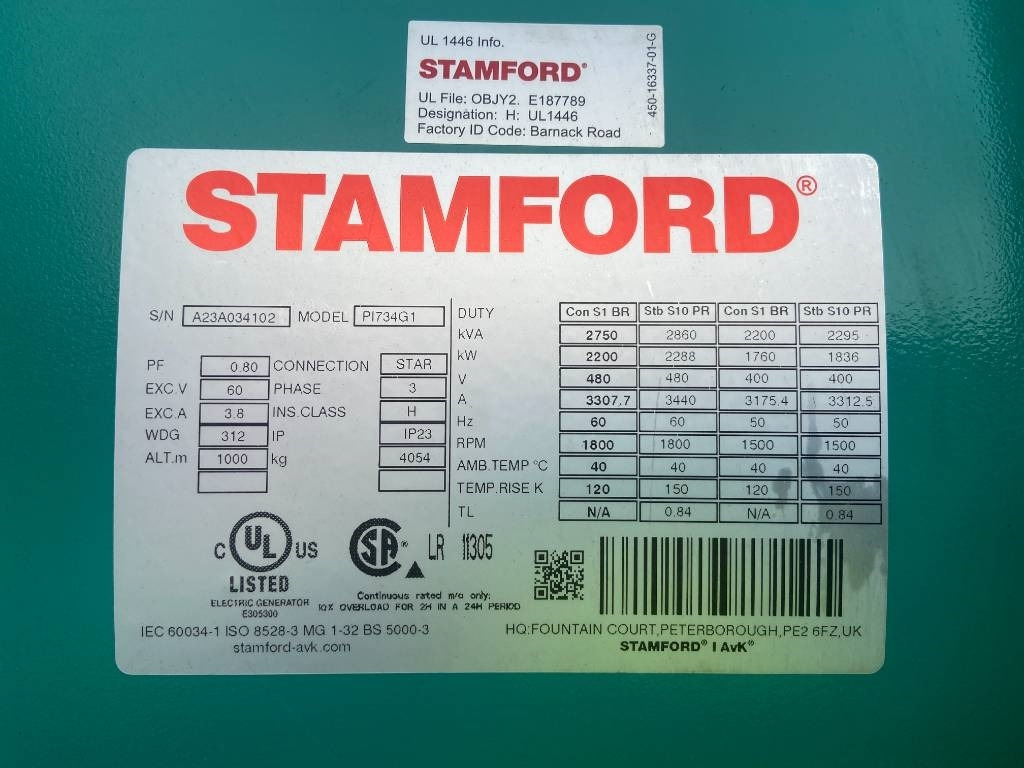 UL 1446 Info.
STAMFORD®
UL File: OBJY2. E187789
Designation: H: UL1446
Factory ID Code: Barnack Road
450-16337-01-G
STAMFORD®
S/N A23A034102 MODEL PI734G1
PF 0.80 CONNECTION STAR
EXC.V 60 PHASE 3
EXC.A 3.8 INS.CLASS H
WDG 312 IP IP23
ALT.m 1000 kg 4054
DUTY Con S1 BR Stb S10 PR Con S1 BR Stb S10 PR
kVA 2750 2860 2200 2295
kW 2200 2288 1760 1836
V 480 480 400 400
A 3307.7 3440 3175.4 3312.5
Hz 60 60 50 50
RPM 1800 1800 1500 1500
AMB.TEMP °C 40 40 40 40
TEMP.RISE K 120 150 120 150
TL N/A 0.84 N/A 0.84
C UL US
LISTED
ELECTRIC GENERATOR
E305300
SA® LR 11305
Continuous rated m/o only:
10% OVERLOAD FOR 2H IN A 24H PERIOD
IEC 60034-1 ISO 8528-3 MG 1-32 BS 5000-3
stamford-avk.com
HQ:FOUNTAIN COURT,PETERBOROUGH,PE2 6FZ,UK
STAMFORD® I AvK®